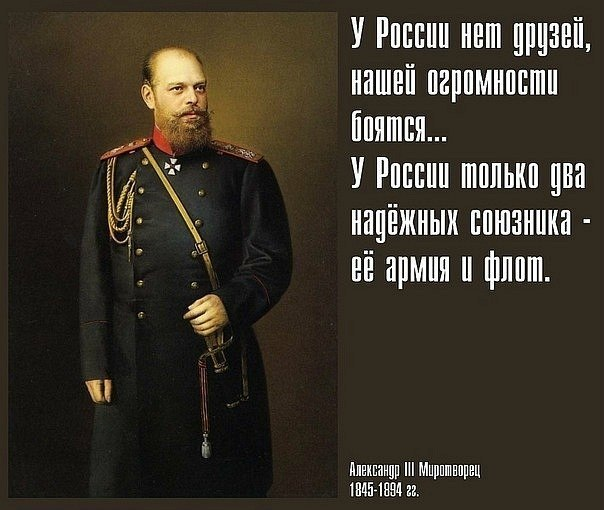 У России нет друзей,
нашей огромности
боятся...
У России только два
надёжных союзника -
её армия и флот.
Александр III Миротворец
1845-1894 гг.